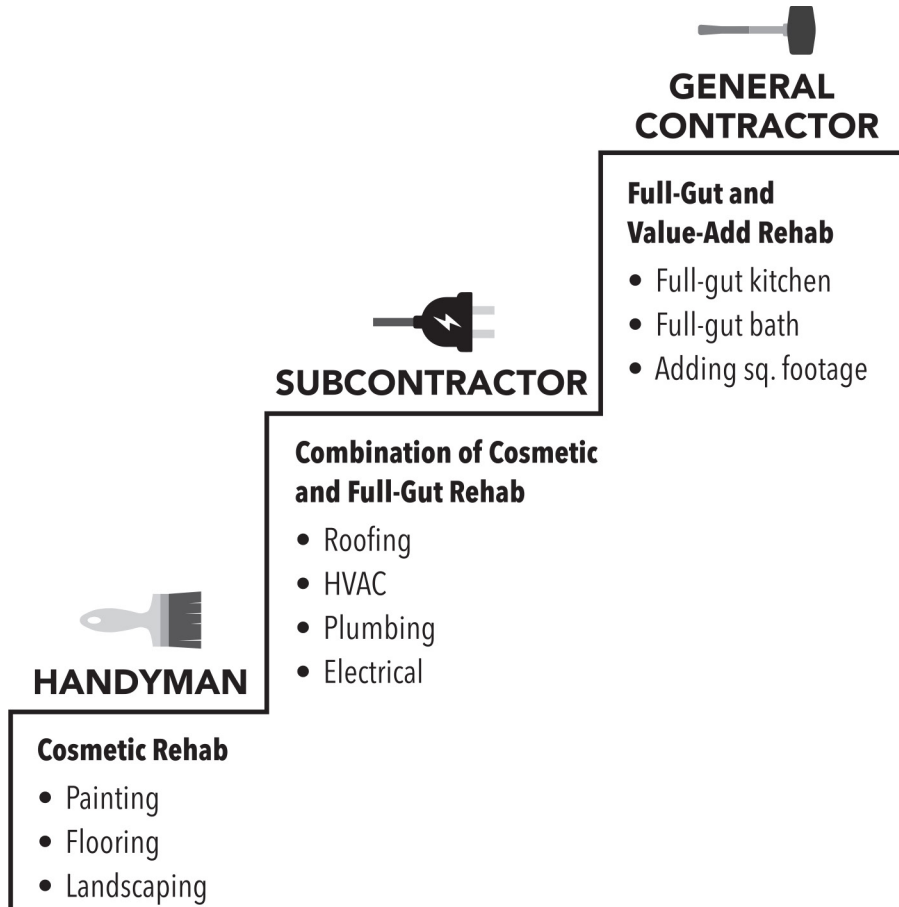 GENERAL
CONTRACTOR
Full-Gut and
Value-Add Rehab
• Full-gut kitchen
• Full-gut bath
• Adding sq. footage
SUBCONTRACTOR
Combination of Cosmetic
and Full-Gut Rehab
• Roofing
• HVAC
• Plumbing
• Electrical
HANDYMAN
Cosmetic Rehab
• Painting
• Flooring
• Landscaping